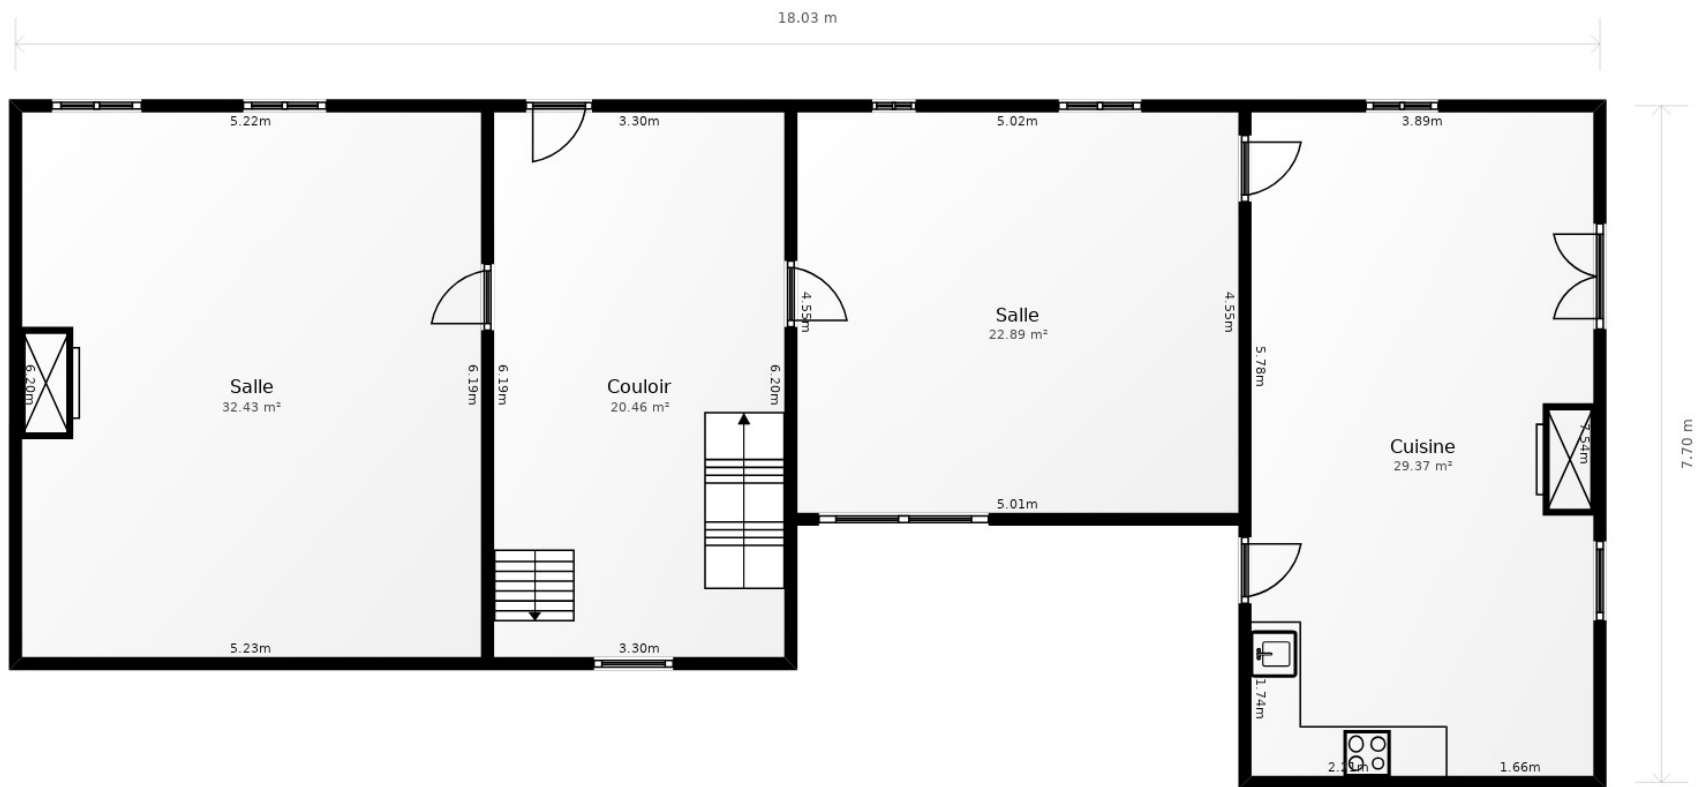 18.03 m
5.22m
3.30m
5.02m
3.89m
4.55m
4.55m
Salle
22.89 m²
5.78m
6.20m
Salle
32.43 m²
6.19m
6.19m
Couloir
20.46 m²
6.20m
Cuisine
29.37 m²
7.54m
7.70 m
5.01m
5.23m
3.30m
1.74m
1.66m